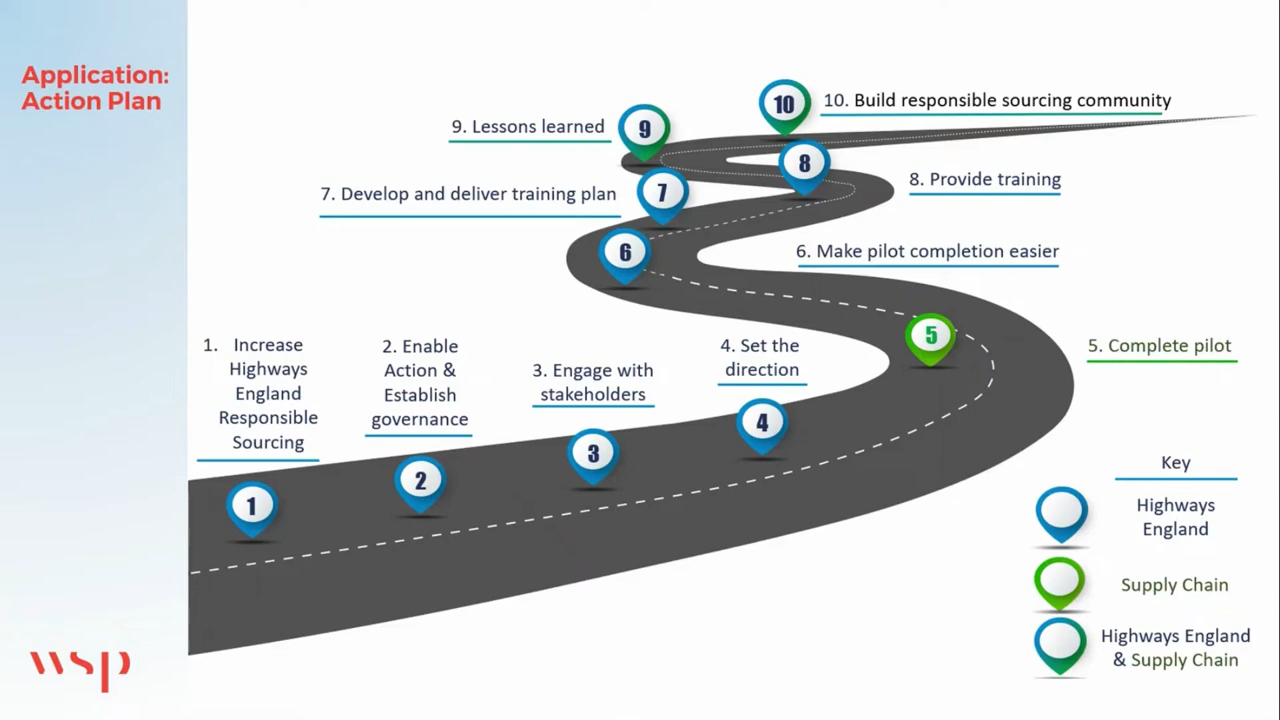 Application:
Action Plan
10
10. Build responsible sourcing community
9. Lessons learned
9
8
8. Provide training
7. Develop and deliver training plan
7
6
6. Make pilot completion easier
1. Increase
Highways
England
Responsible
Sourcing
2. Enable
Action &
Establish
governance
3. Engage with
stakeholders
4. Set the
direction
5
5. Complete pilot
4
3
2
1
Key
Highways
England
Supply Chain
Highways England
& Supply Chain
wsp